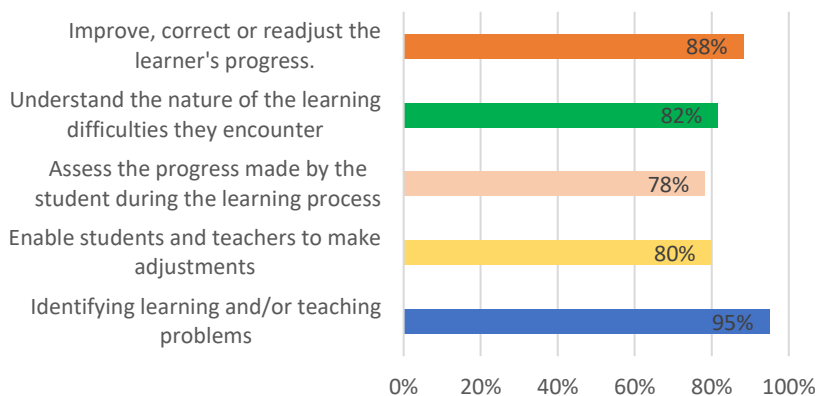 Improve, correct or readjust the
learner's progress.
88%
Understand the nature of the learning
difficulties they encounter
82%
Assess the progress made by the
student during the learning process
78%
Enable students and teachers to make
adjustments
80%
Identifying learning and/or teaching
problems
95%
0% 20% 40% 60% 80% 100%